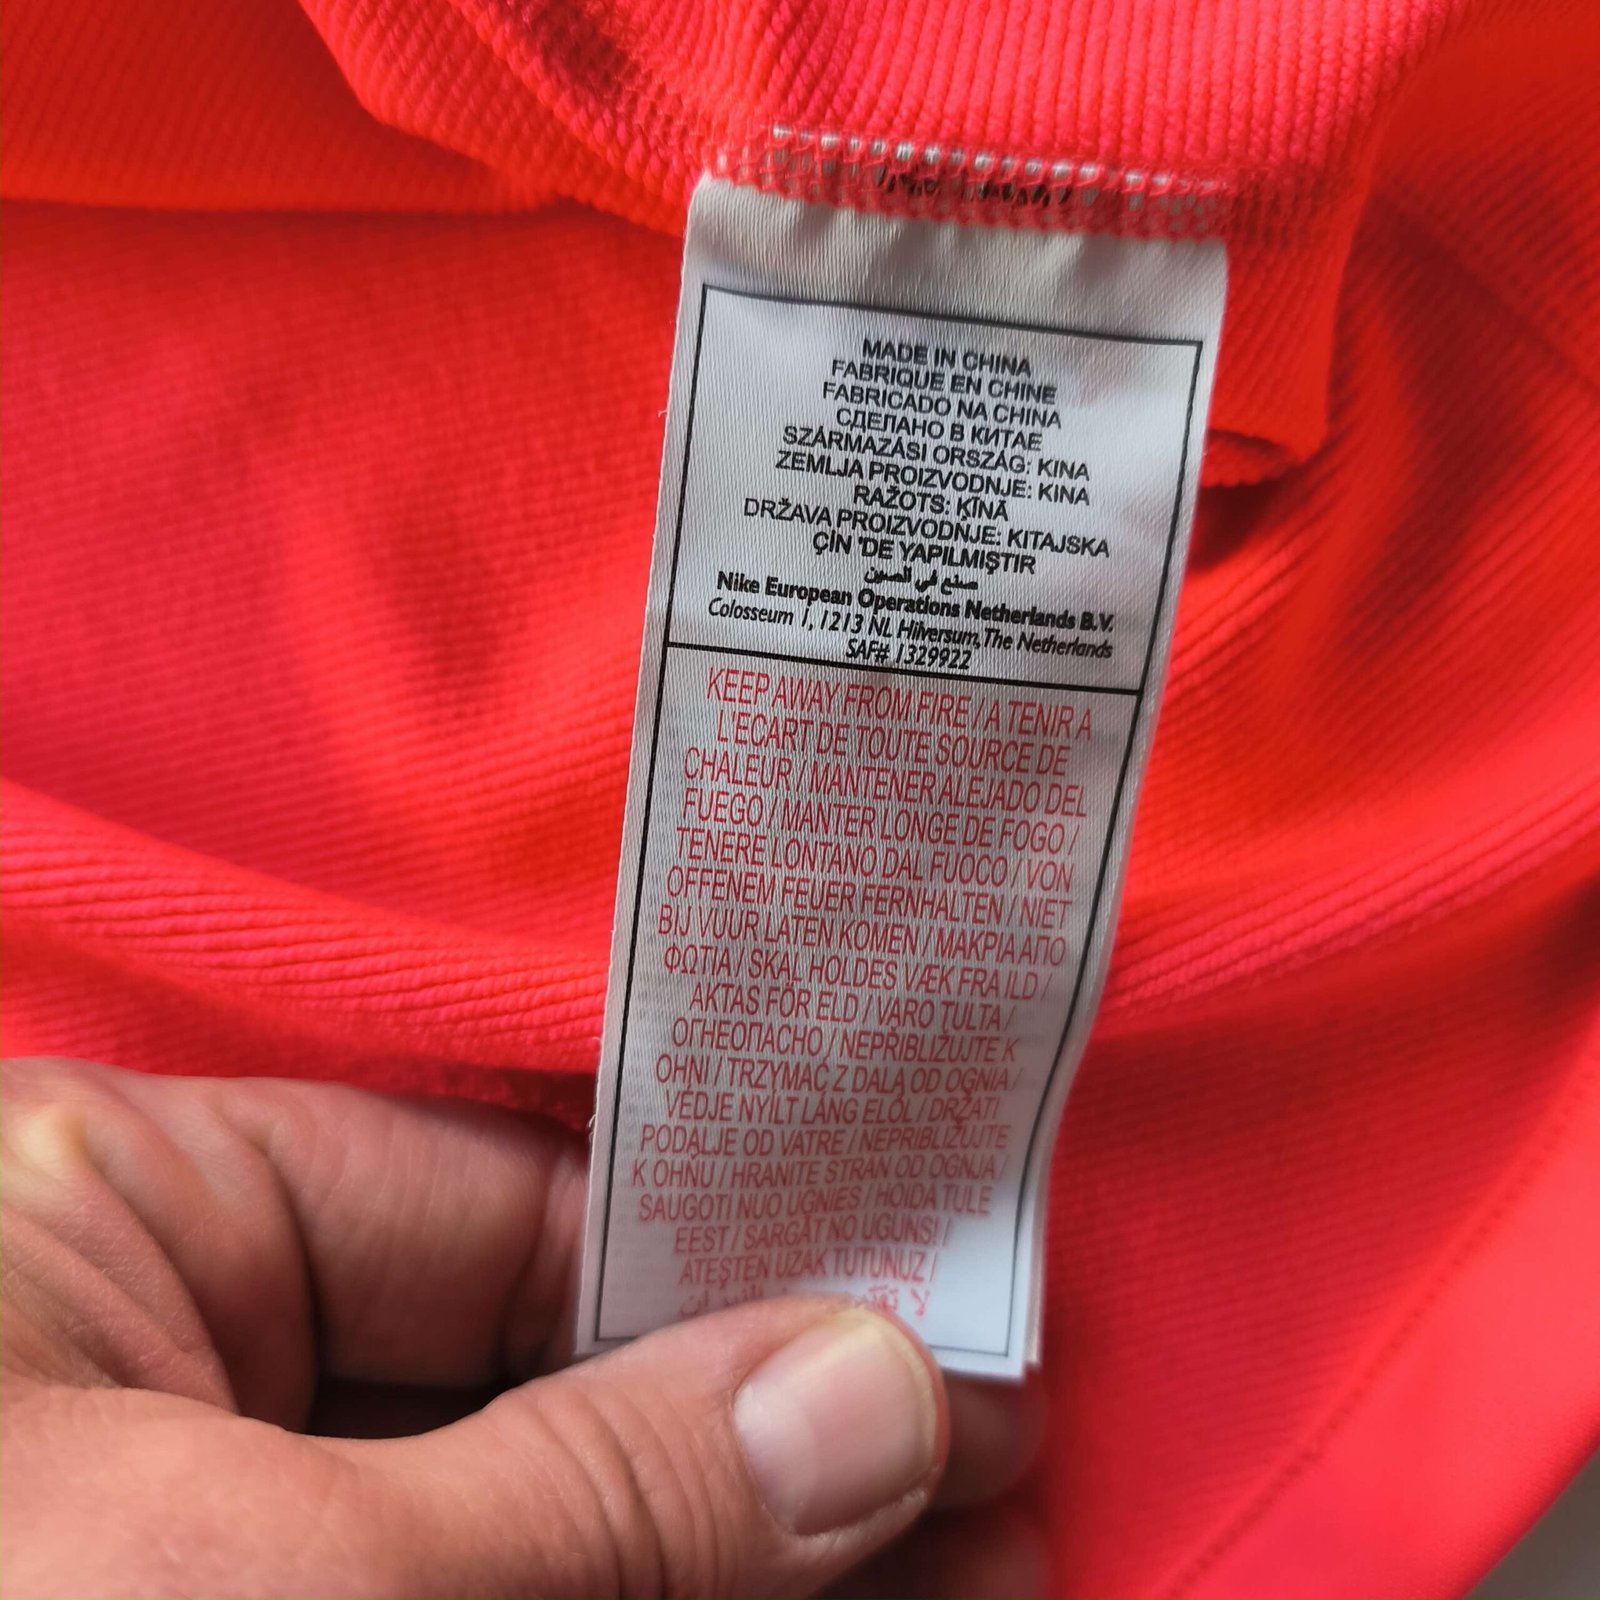 MADE IN CHINA
FABRIQUE EN CHINE
FABRICADO NA CHINA
СДЕЛАНО В КИТАЕ
SZÁRMAZÁSI ORSZÁG: KINA
ZEMLJA PROIZVODNJE: KINA
RAŽOTS: ĶĪNĀ
DRŽAVA PROIZVODNJE: KITAJSKA
ÇİN 'DE YAPILMIŞTIR
صنع في الصين
Nike European Operations Netherlands B.V.
Colosseum 1, 1213 NL Hilversum, The Netherlands
SAF# 1329922
KEEP AWAY FROM FIRE / A TENIR A
L'ECART DE TOUTE SOURCE DE
CHALEUR / MANTENER ALEJADO DEL
FUEGO / MANTER LONGE DE FOGO /
TENERE LONTANO DAL FUOCO / VON
OFFENEM FEUER FERNHALTEN / NIET
BIJ VUUR LATEN KOMEN / ΜΑΚΡΙΑ ΑΠΟ
ΦΩΤΙΑ / SKAL HOLDES VÆK FRA ILD /
AKTAS FÖR ELD / VARO TULTA /
ОГНЕОПАСНО / NEPŘIBLIŽUJTE K
OHNI / TRZYMAĆ Z DALA OD OGNIA /
VÉDJE NYÍLT LÁNG ELŐL / DRŽATI
PODALJE OD VATRE / NEPRIBLIŽUJTE
K OHŇU / HRANITE STRAN OD OGNJA /
SAUGOTI NUO UGNIES / HOIDA TULE
EEST / SARGĀT NO UGUNS! /
ATEŞTEN UZAK TUTUNUZ /